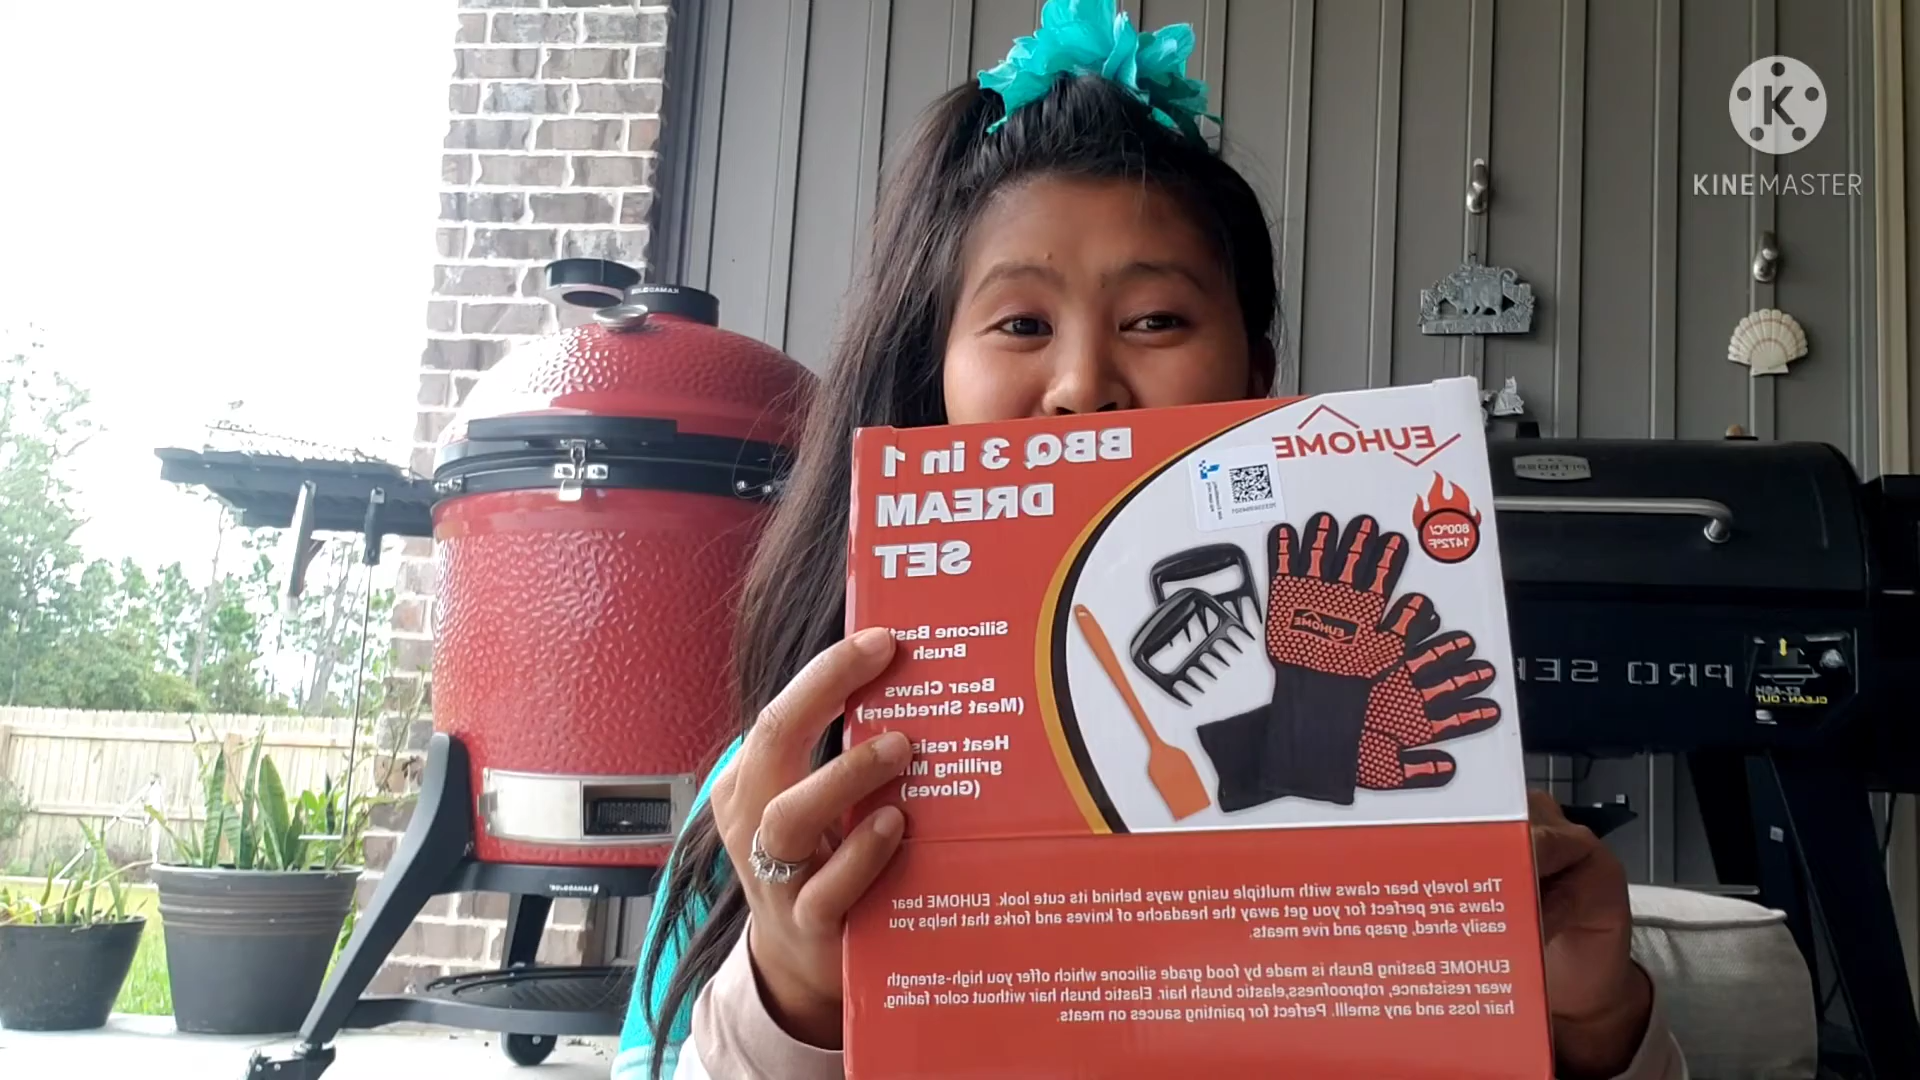 KINEMASTER
KAMADO JOE
EUHOME
BBQ 3 in 1
DREAM
SET
800°C/
1472°F
EUHOME
Silicone Bast
Brush
Bear Claws
(Meat Shredders)
Heat resis
grilling Mi
(Gloves)
PIT BOSS
PRO SER
EZ-ASH
CLEAN-OUT
The lovely bear claws with multiple using ways behind its cute look. EUHOME bear
claws are perfect for you get away the headache of knives and forks that helps you
easily shred, grasp and rive meats.
EUHOME Basting Brush is made by food grade silicone which offer you high-strength
wear resistance, rotproofness,elastic brush hair. Elastic brush hair without color fading,
hair loss and any smelll. Perfect for painting on sauces on meats.